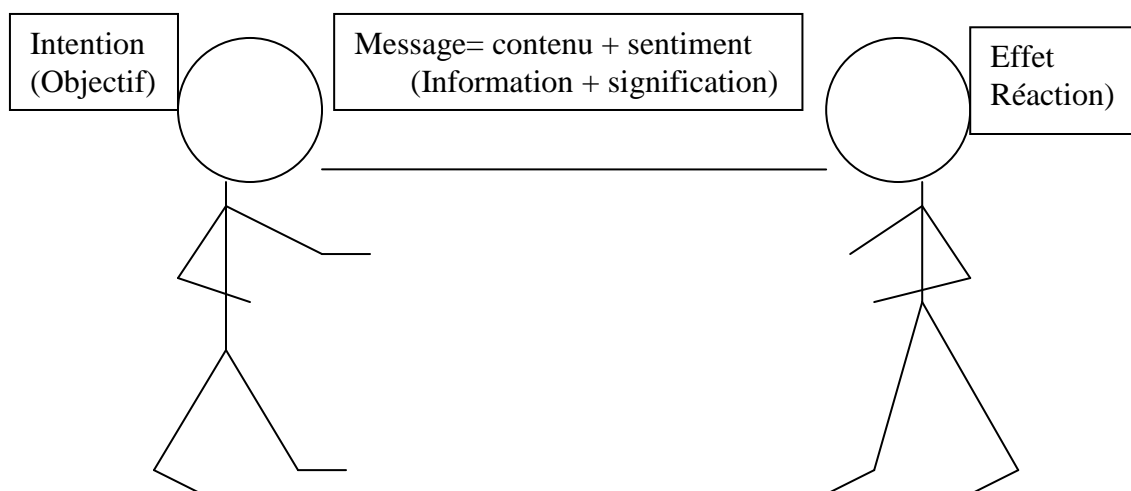 Intention
(Objectif)
Message= contenu + sentiment
(Information + signification)
Effet
Réaction)